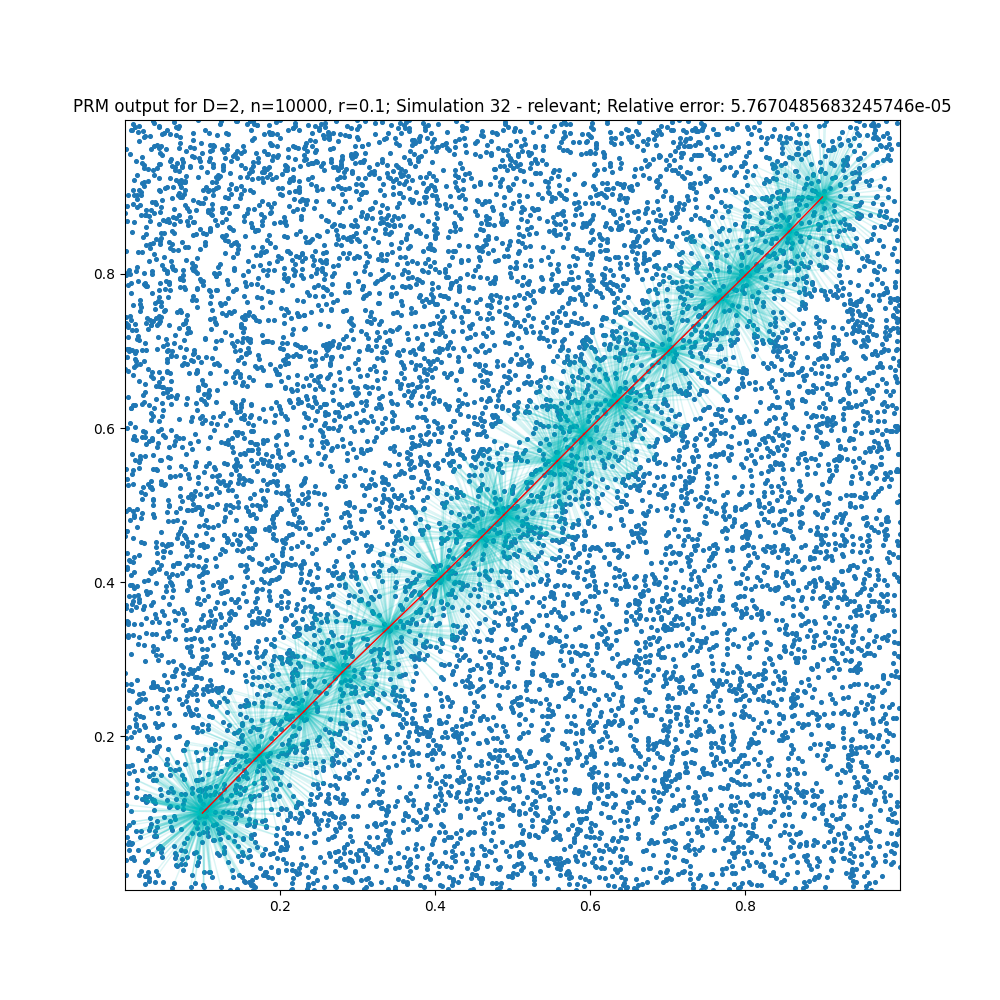 PRM output for D=2, n=10000, r=0.1; Simulation 32 - relevant; Relative error: 5.7670485683245746e-05
0.8
0.6
0.4
0.2
0.2 0.4 0.6 0.8